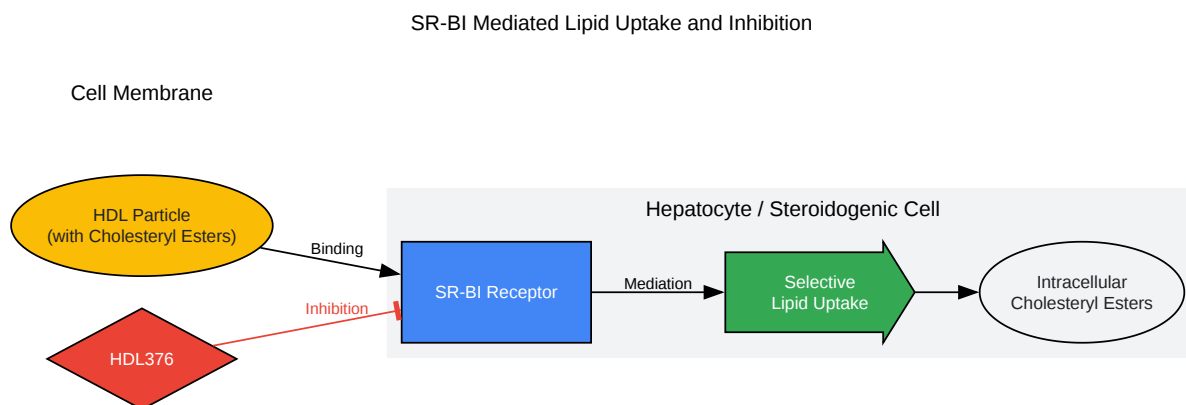 SR-BI Mediated Lipid Uptake and Inhibition
Cell Membrane
HDL Particle
(with Cholesteryl Esters)
Binding
Hepatocyte / Steroidogenic Cell
SR-BI Receptor
Mediation
Selective
Lipid Uptake
Intracellular
Cholesteryl Esters
Inhibition
HDL376